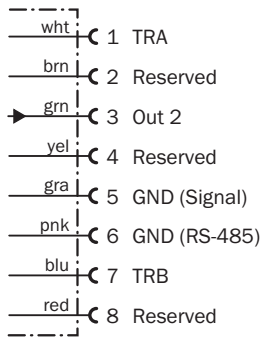 wht 1 TRA
brn 2 Reserved
grn 3 Out 2
yel 4 Reserved
gra 5 GND (Signal)
pnk 6 GND (RS-485)
blu 7 TRB
red 8 Reserved